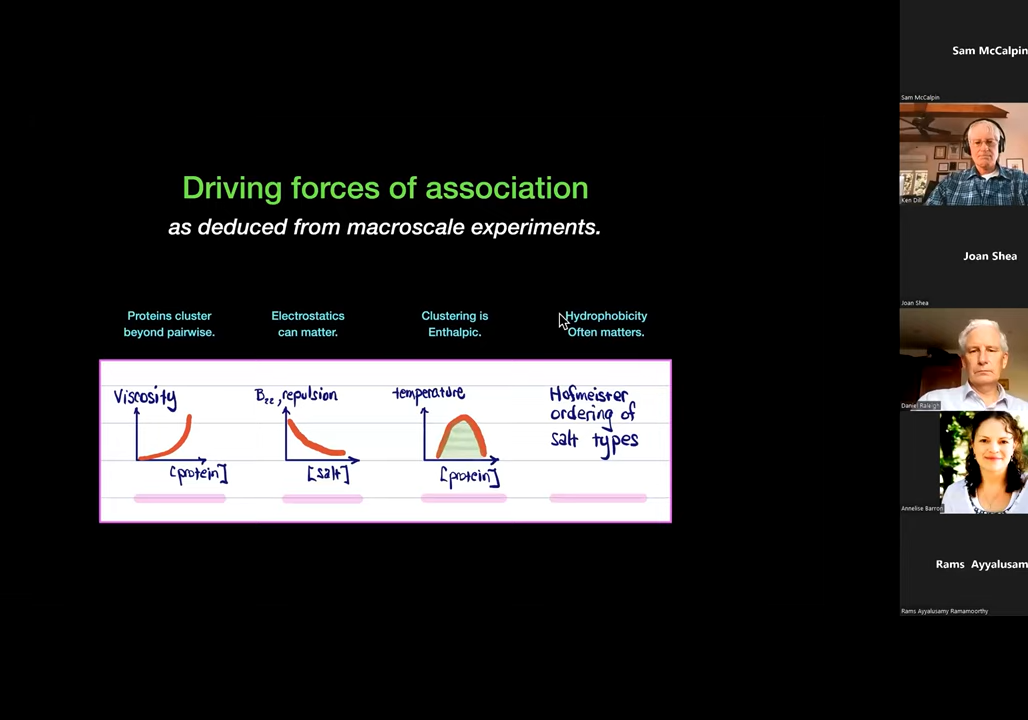 Driving forces of association
as deduced from macroscale experiments.
Proteins cluster
beyond pairwise.
Electrostatics
can matter.
Clustering is
Enthalpic.
Hydrophobicity
Often matters.
Viscosity
[protein]
B22, repulsion
[salt]
temperature
[protein]
Hofmeister
ordering of
salt types
Sam McCalpin
Sam McCalpin
Ken Dill
Joan Shea
Joan Shea
Daniel Raleigh
Annelise Barron
Rams Ayyalusam
Rams Ayyalusamy Ramamoorthy